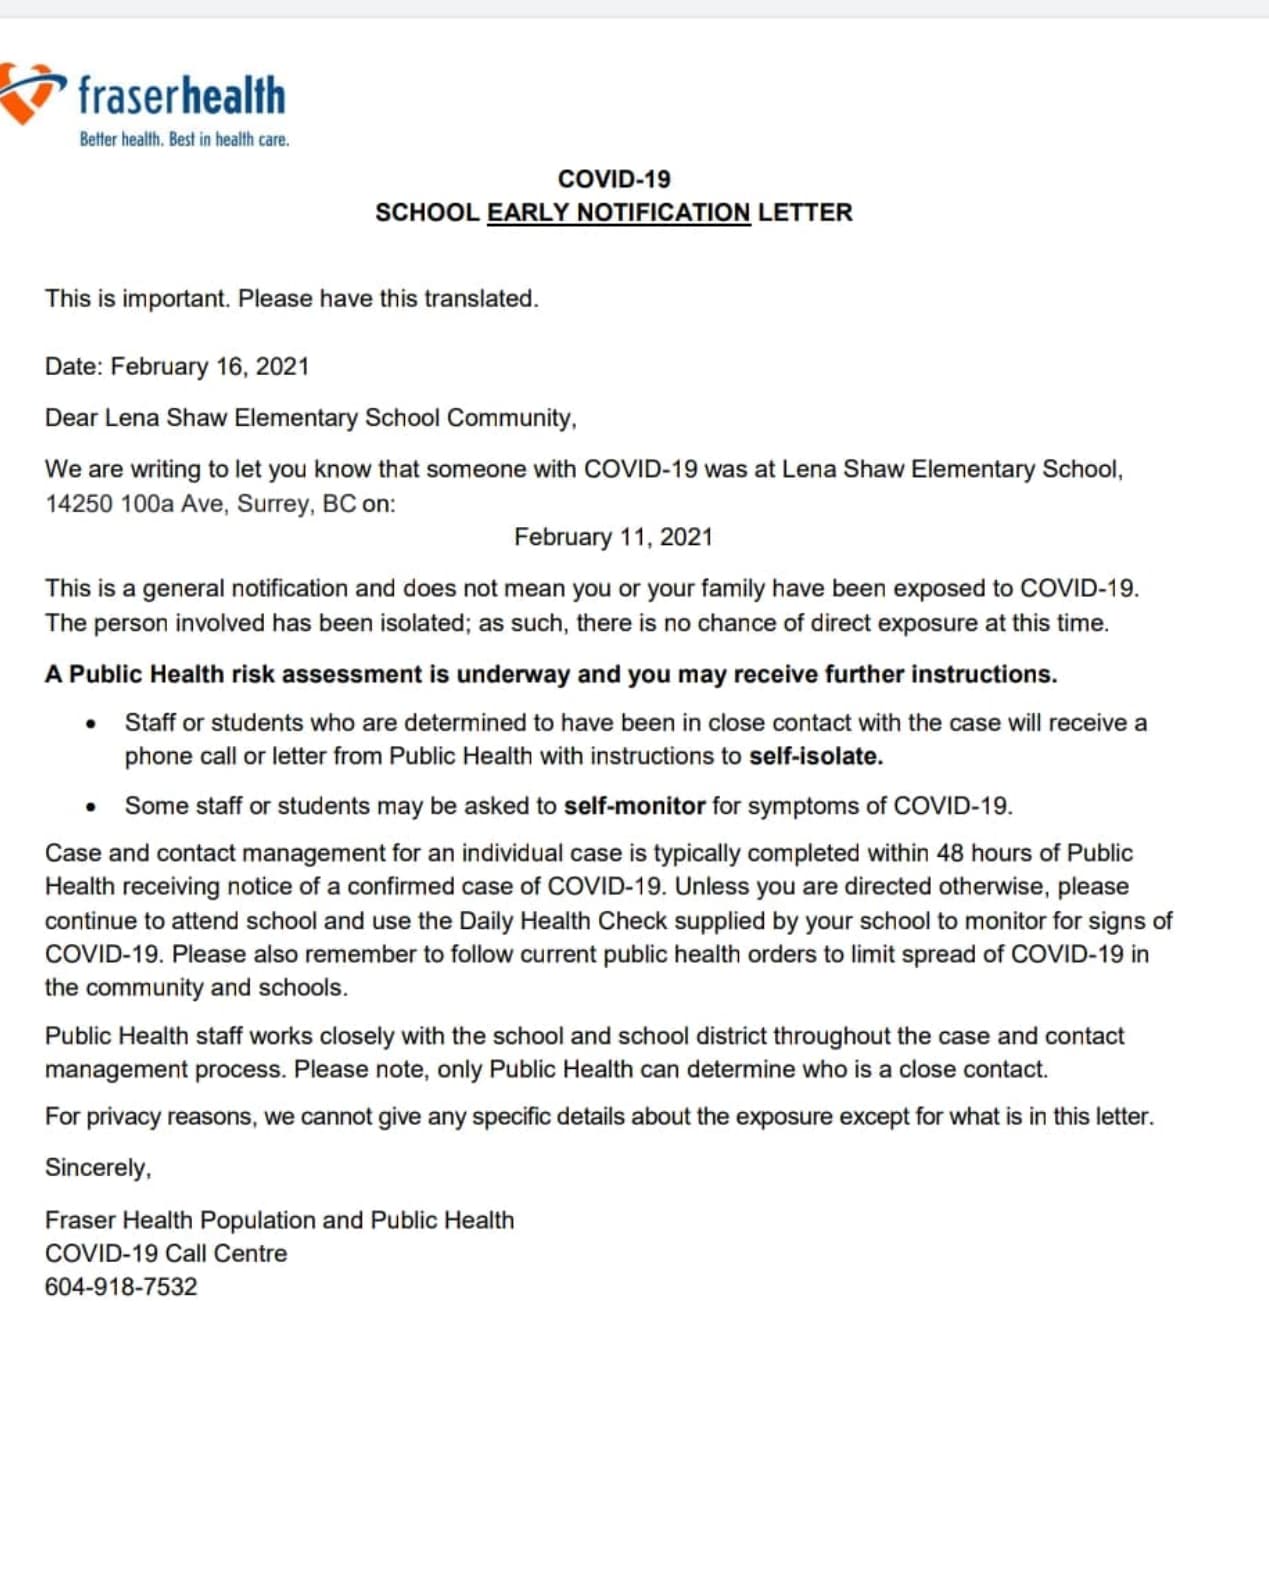 fraserhealth
Better health. Best in health care.
COVID-19
SCHOOL EARLY NOTIFICATION LETTER
This is important. Please have this translated.
Date: February 16, 2021
Dear Lena Shaw Elementary School Community,
We are writing to let you know that someone with COVID-19 was at Lena Shaw Elementary School,
14250 100a Ave, Surrey, BC on:
February 11, 2021
This is a general notification and does not mean you or your family have been exposed to COVID-19.
The person involved has been isolated; as such, there is no chance of direct exposure at this time.
A Public Health risk assessment is underway and you may receive further instructions.
• Staff or students who are determined to have been in close contact with the case will receive a
phone call or letter from Public Health with instructions to self-isolate.
• Some staff or students may be asked to self-monitor for symptoms of COVID-19.
Case and contact management for an individual case is typically completed within 48 hours of Public
Health receiving notice of a confirmed case of COVID-19. Unless you are directed otherwise, please
continue to attend school and use the Daily Health Check supplied by your school to monitor for signs of
COVID-19. Please also remember to follow current public health orders to limit spread of COVID-19 in
the community and schools.
Public Health staff works closely with the school and school district throughout the case and contact
management process. Please note, only Public Health can determine who is a close contact.
For privacy reasons, we cannot give any specific details about the exposure except for what is in this letter.
Sincerely,
Fraser Health Population and Public Health
COVID-19 Call Centre
604-918-7532